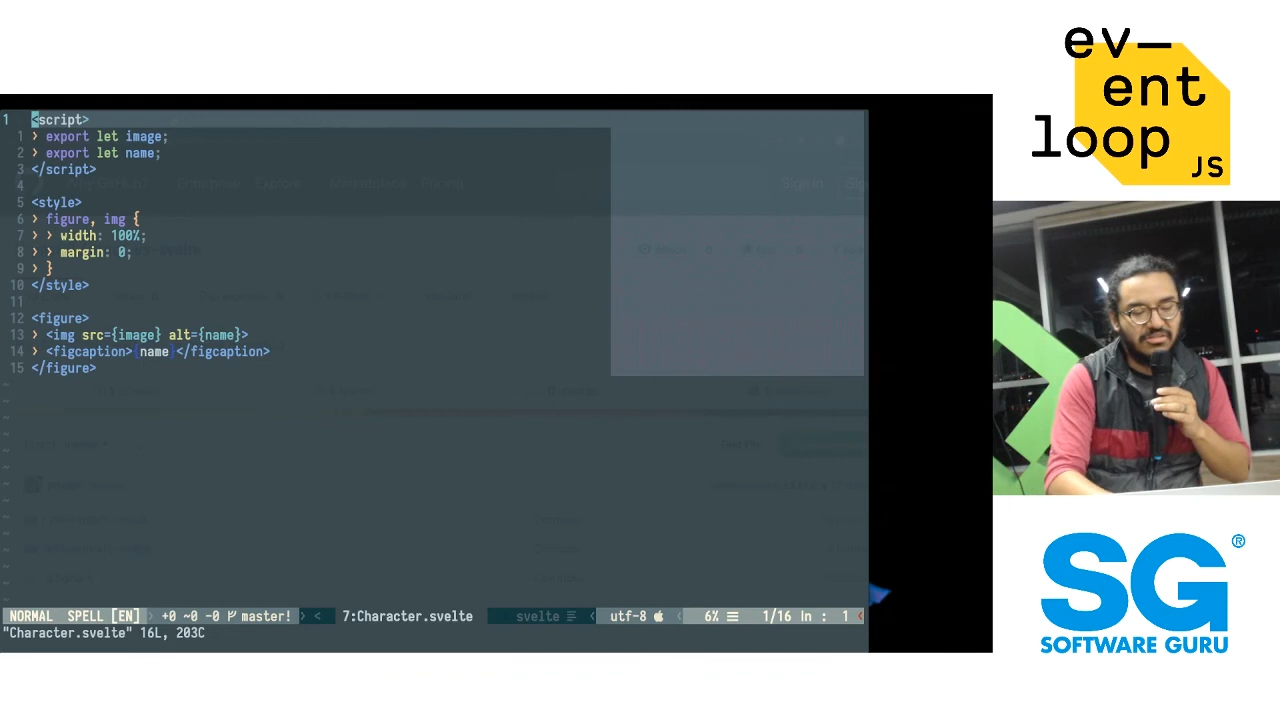 1 <script>
1 › export let image;
2 › export let name;
3 </script>
4
5 <style>
6 › figure, img {
7 › › width: 100%;
8 › › margin: 0;
9 › }
10 </style>
11
12 <figure>
13 › <img src={image} alt={name}>
14 › <figcaption>{name}</figcaption>
15 </figure>
~
~
~
~
~
~
~
~
~
~
~
~
~
NORMAL SPELL [EN] +0 ~0 -0 master! < 7:Character.svelte svelte utf-8 6% 1/16 ln : 1
"Character.svelte" 16L, 203C
ev—
ent
loop
JS
SG®
SOFTWARE GURU